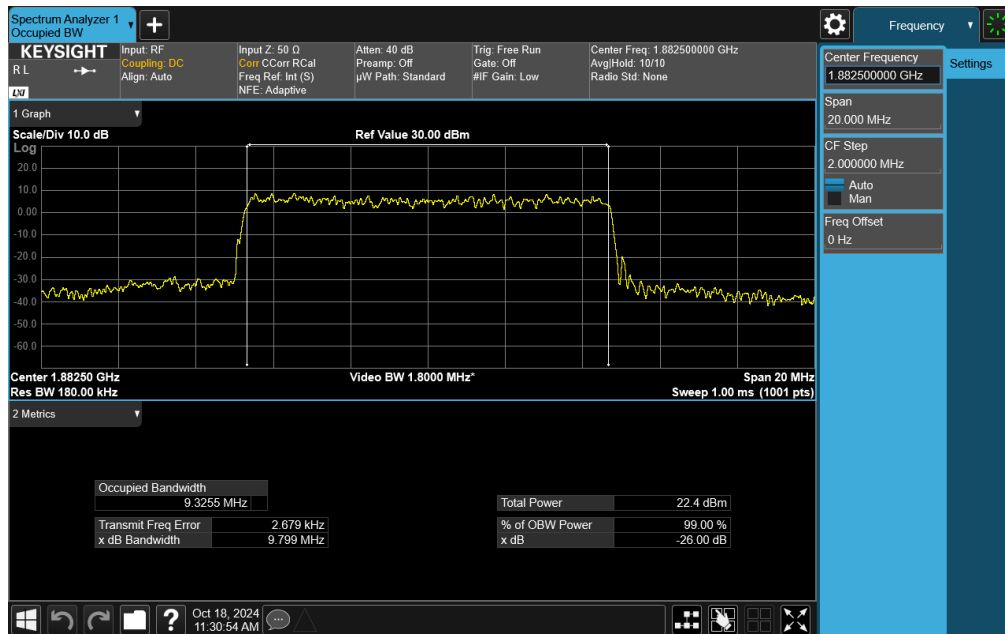 Spectrum Analyzer 1
Occupied BW
Frequency
KEYSIGHT
R L
LXI
Input: RF
Coupling: DC
Align: Auto
Input Z: 50 Ω
Corr CCorr RCal
Freq Ref: Int (S)
NFE: Adaptive
Atten: 40 dB
Preamp: Off
µW Path: Standard
Trig: Free Run
Gate: Off
#IF Gain: Low
Center Freq: 1.882500000 GHz
Avg|Hold: 10/10
Radio Std: None
Center Frequency
1.882500000 GHz
Settings
Span
20.000 MHz
CF Step
2.000000 MHz
Auto
Man
Freq Offset
0 Hz
1 Graph
Scale/Div 10.0 dB
Ref Value 30.00 dBm
Log
20.0
10.0
0.00
-10.0
-20.0
-30.0
-40.0
-50.0
-60.0
Center 1.88250 GHz
Video BW 1.8000 MHz*
Span 20 MHz
Res BW 180.00 kHz
Sweep 1.00 ms (1001 pts)
2 Metrics
Occupied Bandwidth
9.3255 MHz
Total Power 22.4 dBm
Transmit Freq Error 2.679 kHz
% of OBW Power 99.00 %
x dB Bandwidth 9.799 MHz
x dB -26.00 dB
?
Oct 18, 2024
11:30:54 AM